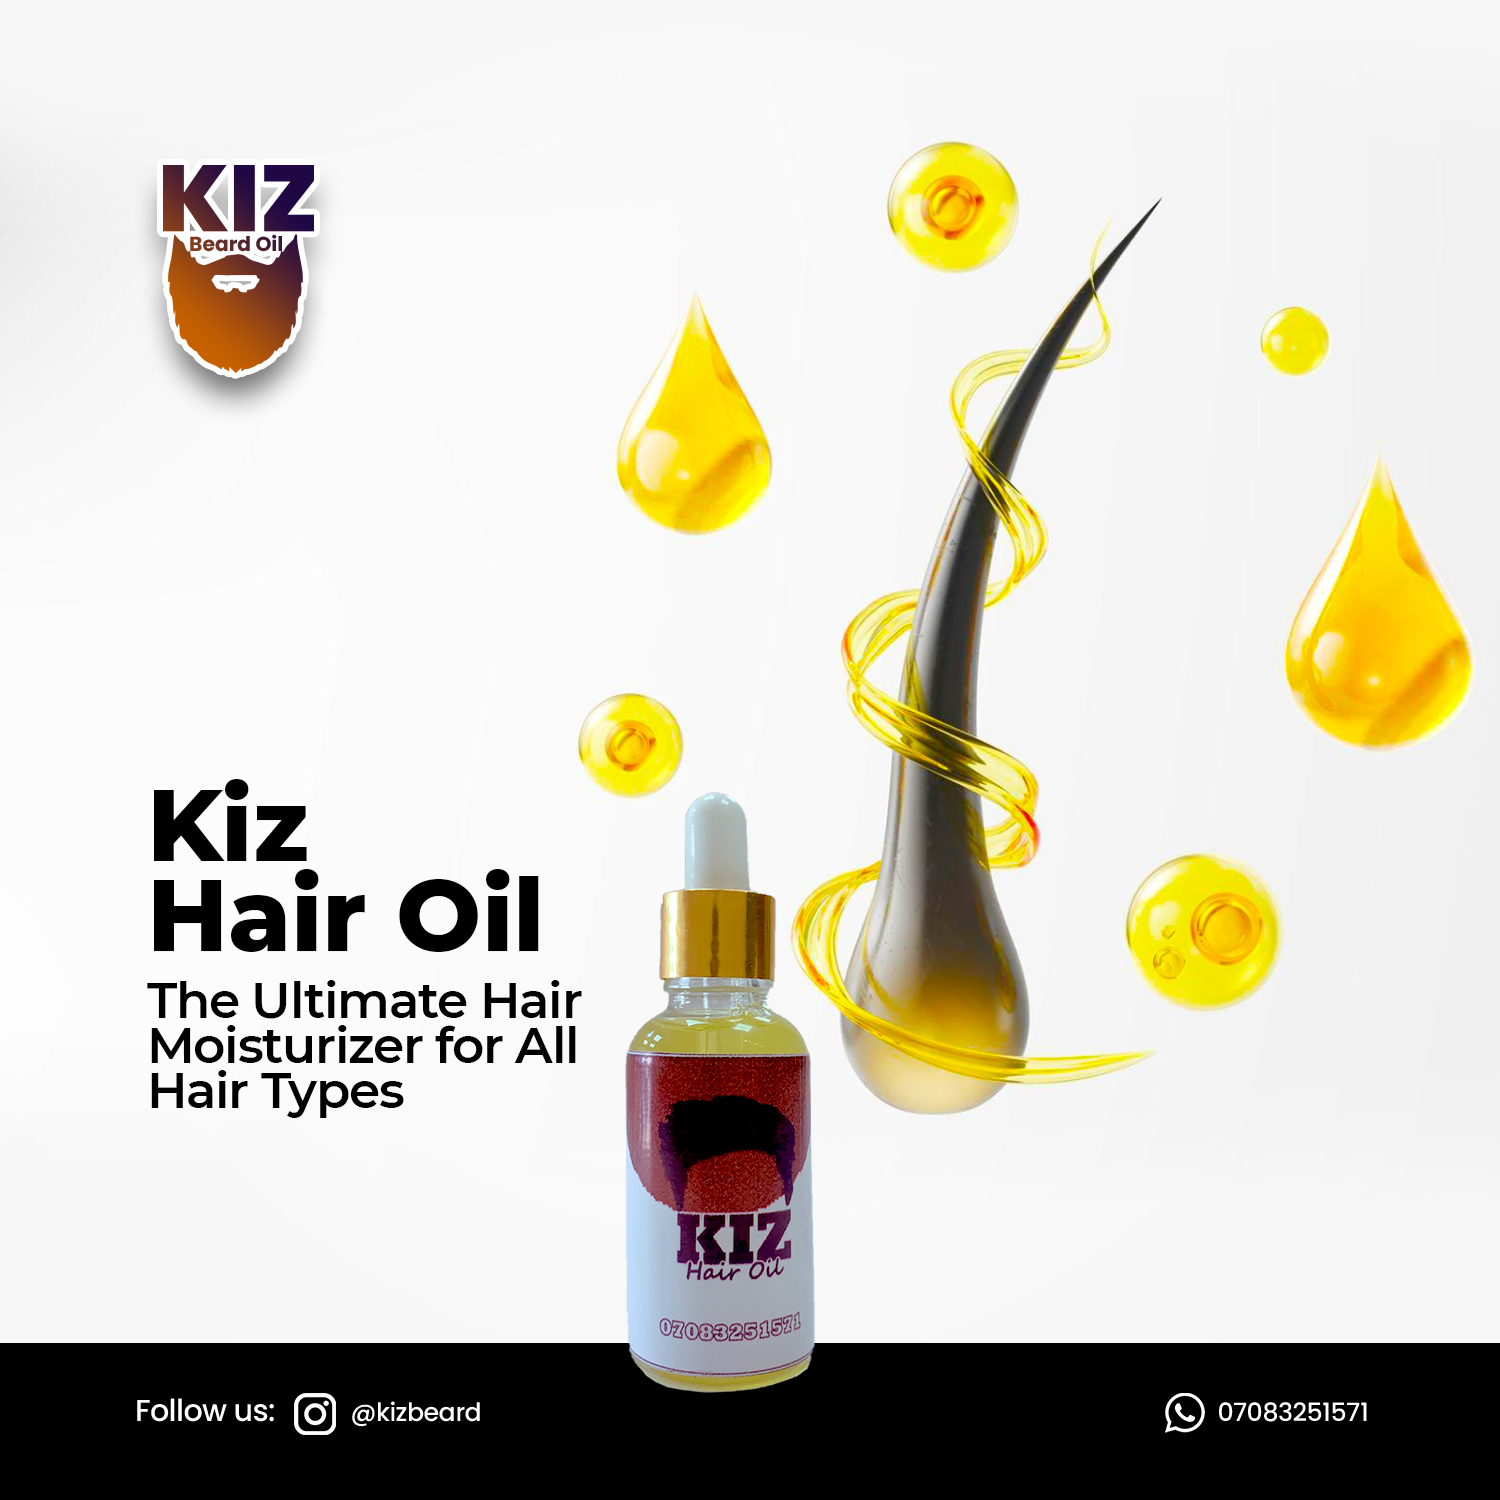 KIZ
Beard Oil
Kiz
Hair Oil
The Ultimate Hair
Moisturizer for All
Hair Types
KIZ
Hair Oil
07083251571
Follow us: @kizbeard
07083251571